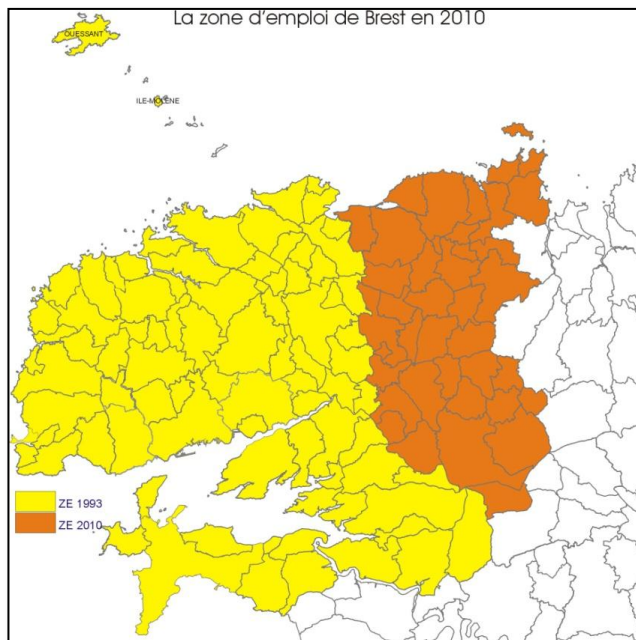 La zone d'emploi de Brest en 2010
OUESSANT
ILE-MOLENE
ZE 1993
ZE 2010